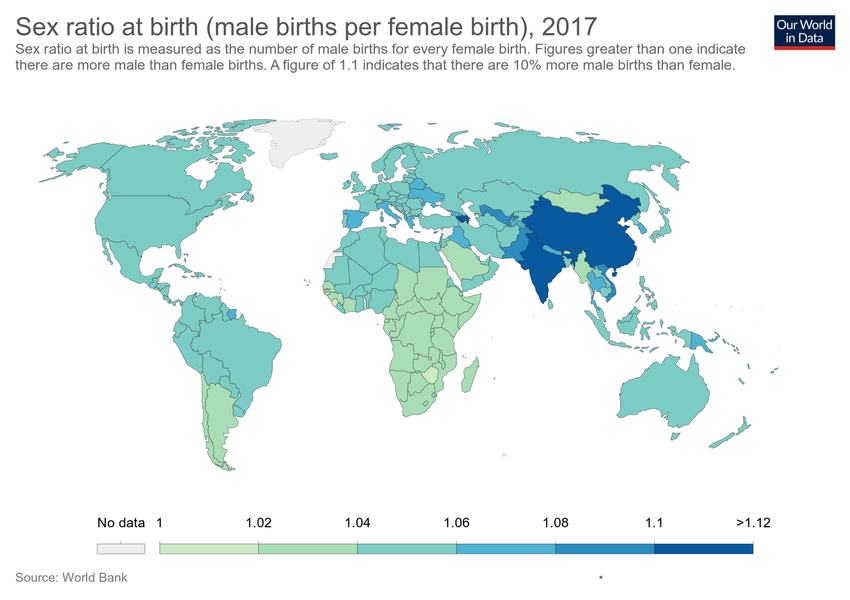 Sex ratio at birth (male births per female birth), 2017
Our World
in Data
Sex ratio at birth is measured as the number of male births for every female birth. Figures greater than one indicate
there are more male than female births. A figure of 1.1 indicates that there are 10% more male births than female.
No data 1 1.02 1.04 1.06 1.08 1.1 >1.12
Source: World Bank